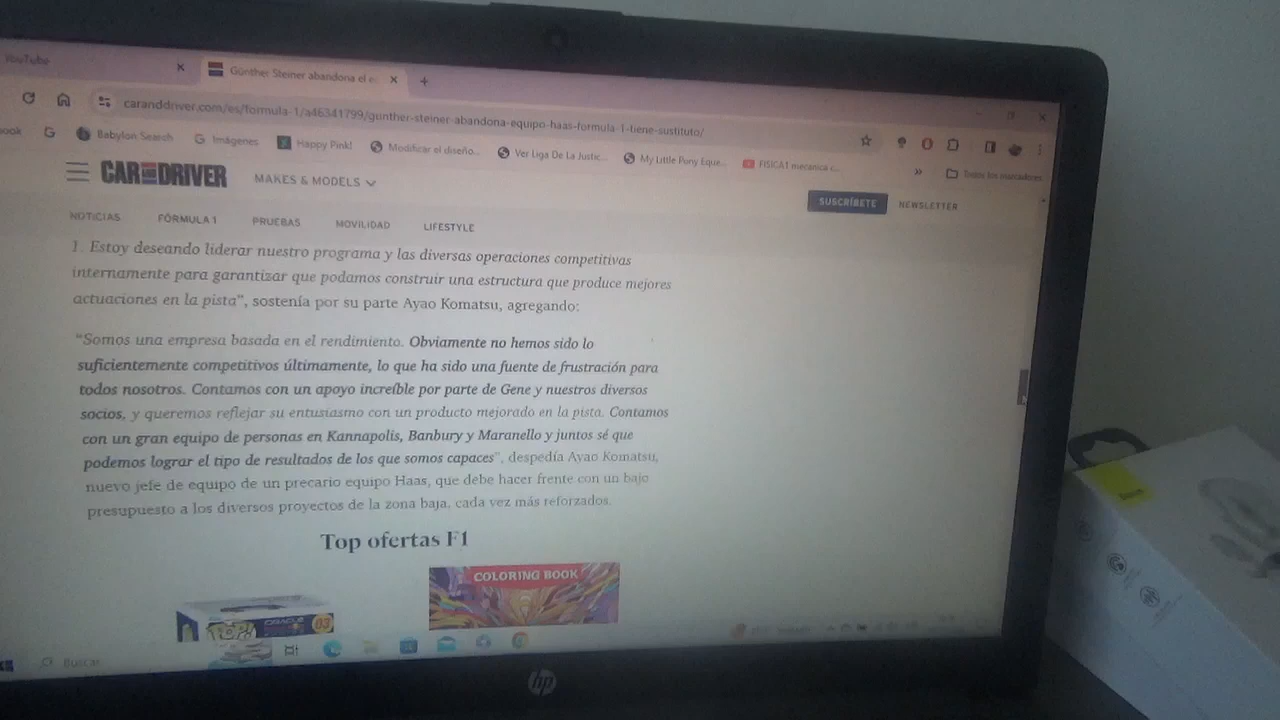 YouTube
Günther Steiner abandona el e
caranddriver.com/es/formula-1/a46341799/gunther-steiner-abandona-equipo-haas-formula-1-tiene-sustituto/
ook
Babylon Search
Imágenes
Happy Pink!
Modificar el diseño...
Ver Liga De La Justic...
My Little Pony Eque...
FISICA1 mecanica c...
»
Todos los marcadores
CAR AND DRIVER
MAKES & MODELS
SUSCRÍBETE
NEWSLETTER
NOTICIAS
FÓRMULA 1
PRUEBAS
MOVILIDAD
LIFESTYLE
1. Estoy deseando liderar nuestro programa y las diversas operaciones competitivas
internamente para garantizar que podamos construir una estructura que produce mejores
actuaciones en la pista”, sostenía por su parte Ayao Komatsu, agregando:
“Somos una empresa basada en el rendimiento. Obviamente no hemos sido lo
suficientemente competitivos últimamente, lo que ha sido una fuente de frustración para
todos nosotros. Contamos con un apoyo increíble por parte de Gene y nuestros diversos
socios, y queremos reflejar su entusiasmo con un producto mejorado en la pista. Contamos
con un gran equipo de personas en Kannapolis, Banbury y Maranello y juntos sé que
podemos lograr el tipo de resultados de los que somos capaces”, despedía Ayao Komatsu,
nuevo jefe de equipo de un precario equipo Haas, que debe hacer frente con un bajo
presupuesto a los diversos proyectos de la zona baja, cada vez más reforzados.
Top ofertas F1
COLORING BOOK
POP!
ORACLE
03
Buscar
hp